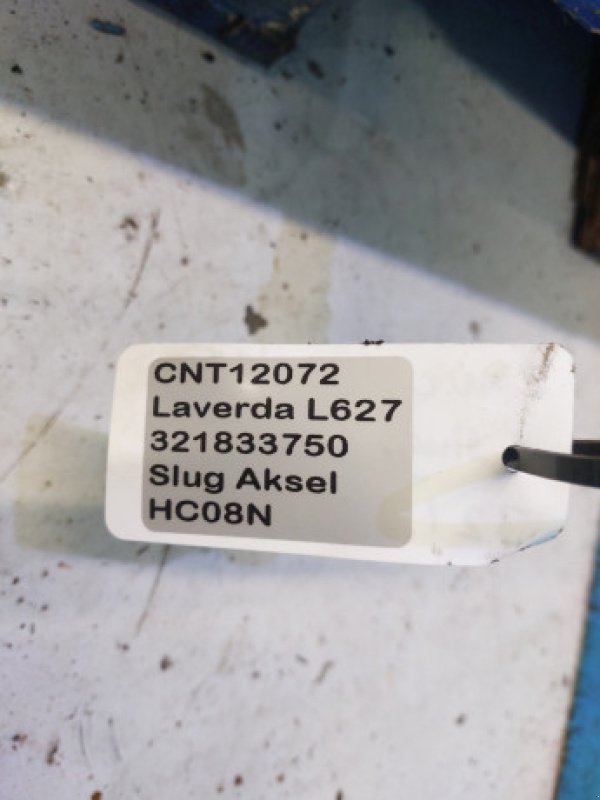 CNT12072
Laverda L627
321833750
Slug Aksel
HC08N